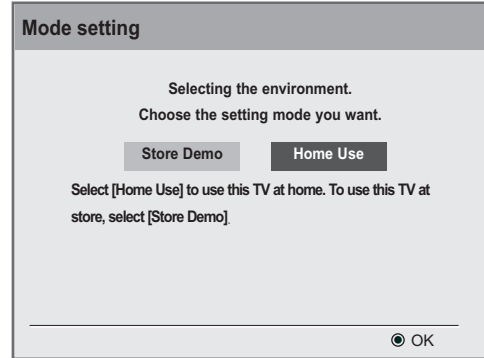 Mode setting
Selecting the environment.
Choose the setting mode you want.
Store Demo Home Use
Select [Home Use] to use this TV at home. To use this TV at
store, select [Store Demo].
OK